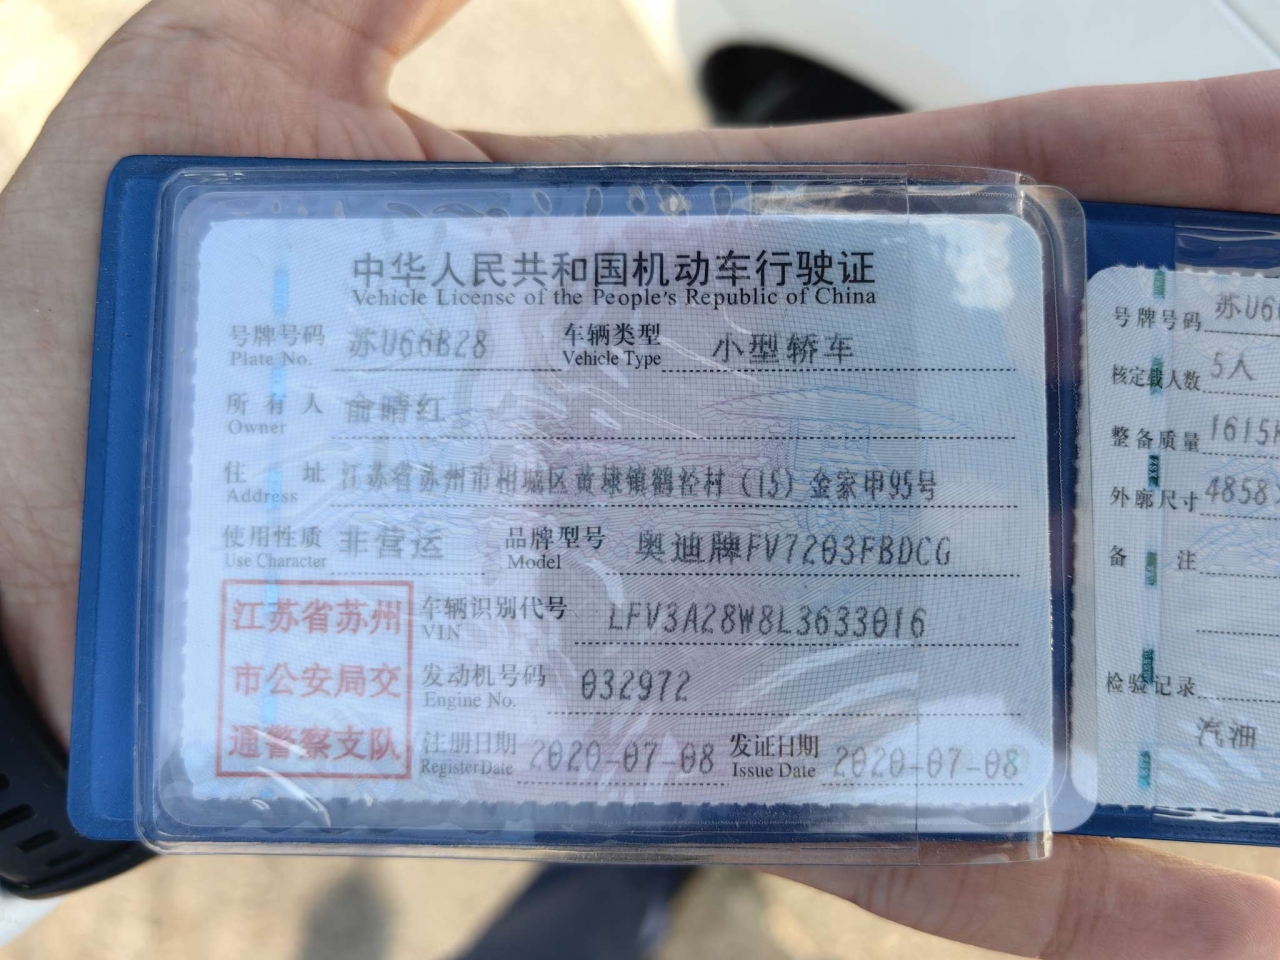 中华人民共和国机动车行驶证
Vehicle License of the People's Republic of China
号牌号码 苏U66B28 车辆类型 小型轿车
Plate No. Vehicle Type
所有人 俞晴红
Owner
住址 江苏省苏州市相城区黄埭镇鹤泾村(15)金家甲95号
Address
使用性质 非营运 品牌型号 奥迪牌FV7203FBDCG
Use Character Model
江苏省苏州
市公安局交
通警察支队
车辆识别代号 LFV3A28W8L3633016
VIN
发动机号码 032972
Engine No.
注册日期 2020-07-08 发证日期 2020-07-08
Register Date Issue Date
号牌号码 苏U6
核定载人数 5人
整备质量 1615
外廓尺寸 4858
备注
检验记录
汽油